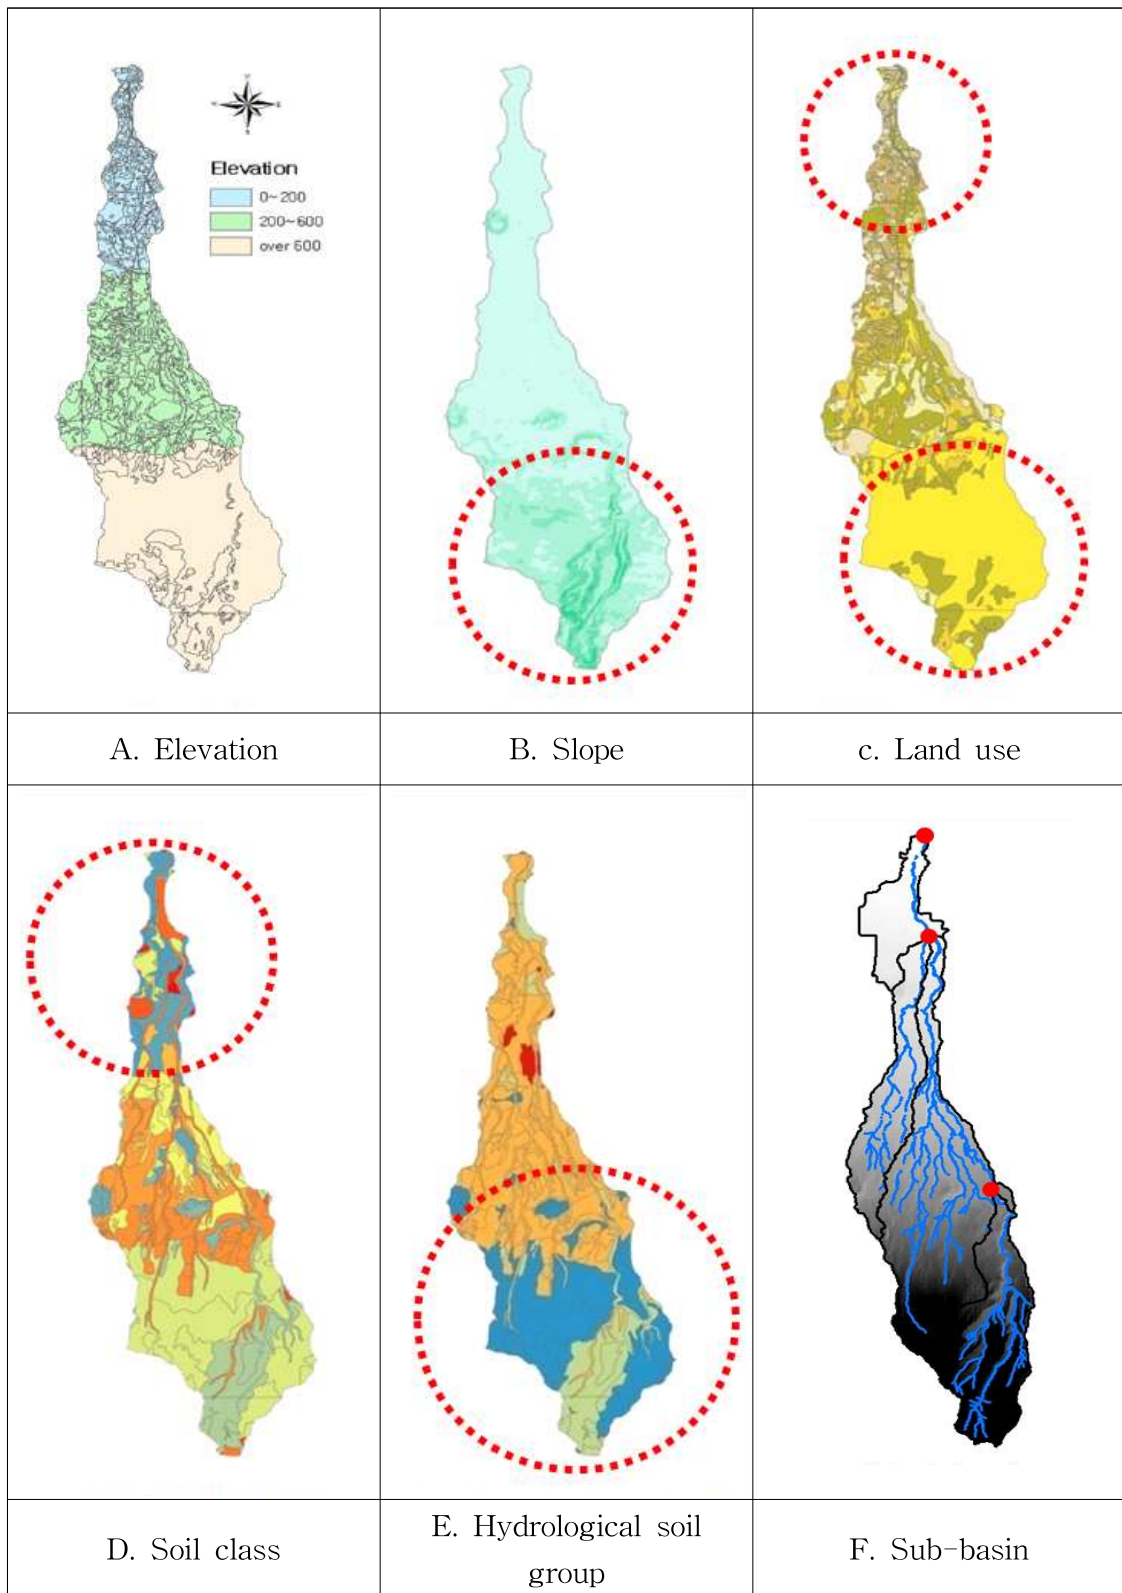 Elevation
0~200
200~600
over 600
A. Elevation
B. Slope
c. Land use
D. Soil class
E. Hydrological soil
group
F. Sub-basin